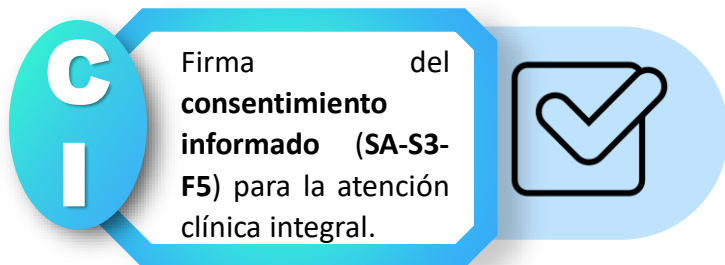 C
I
Firma del
consentimiento
informado (SA-S3-
F5) para la atención
clínica integral.